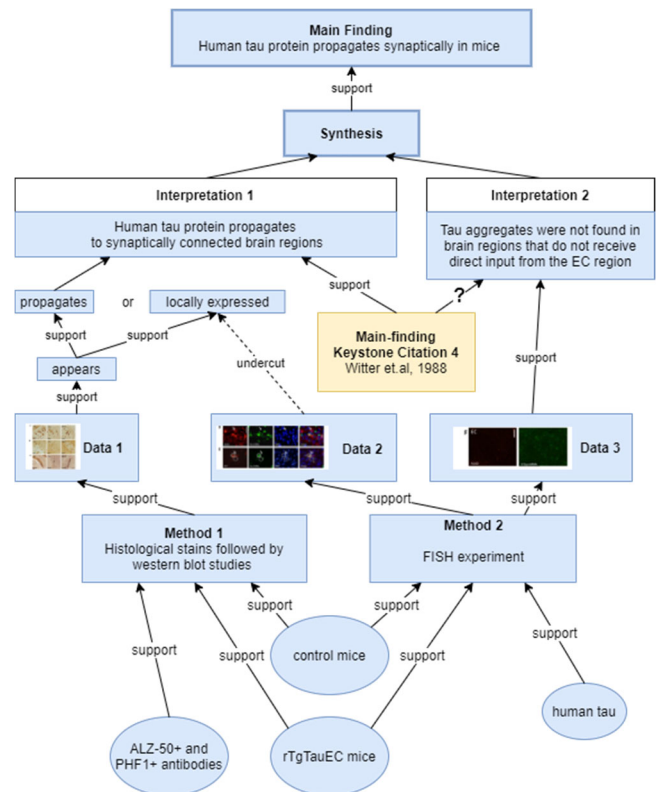 Main Finding
Human tau protein propagates synaptically in mice
support
Synthesis
Interpretation 1
Human tau protein propagates
to synaptically connected brain regions
Interpretation 2
Tau aggregates were not found in
brain regions that do not receive
direct input from the EC region
propagates
or
locally expressed
support
?
support
support
Main-finding
Keystone Citation 4
Witter et.al, 1988
appears
undercut
support
support
Data 1
Data 2
Data 3
support
support
support
Method 1
Histological stains followed by
western blot studies
Method 2
FISH experiment
support
support
control mice
support
support
support
support
human tau
ALZ-50+ and
PHF1+ antibodies
rTgTauEC mice